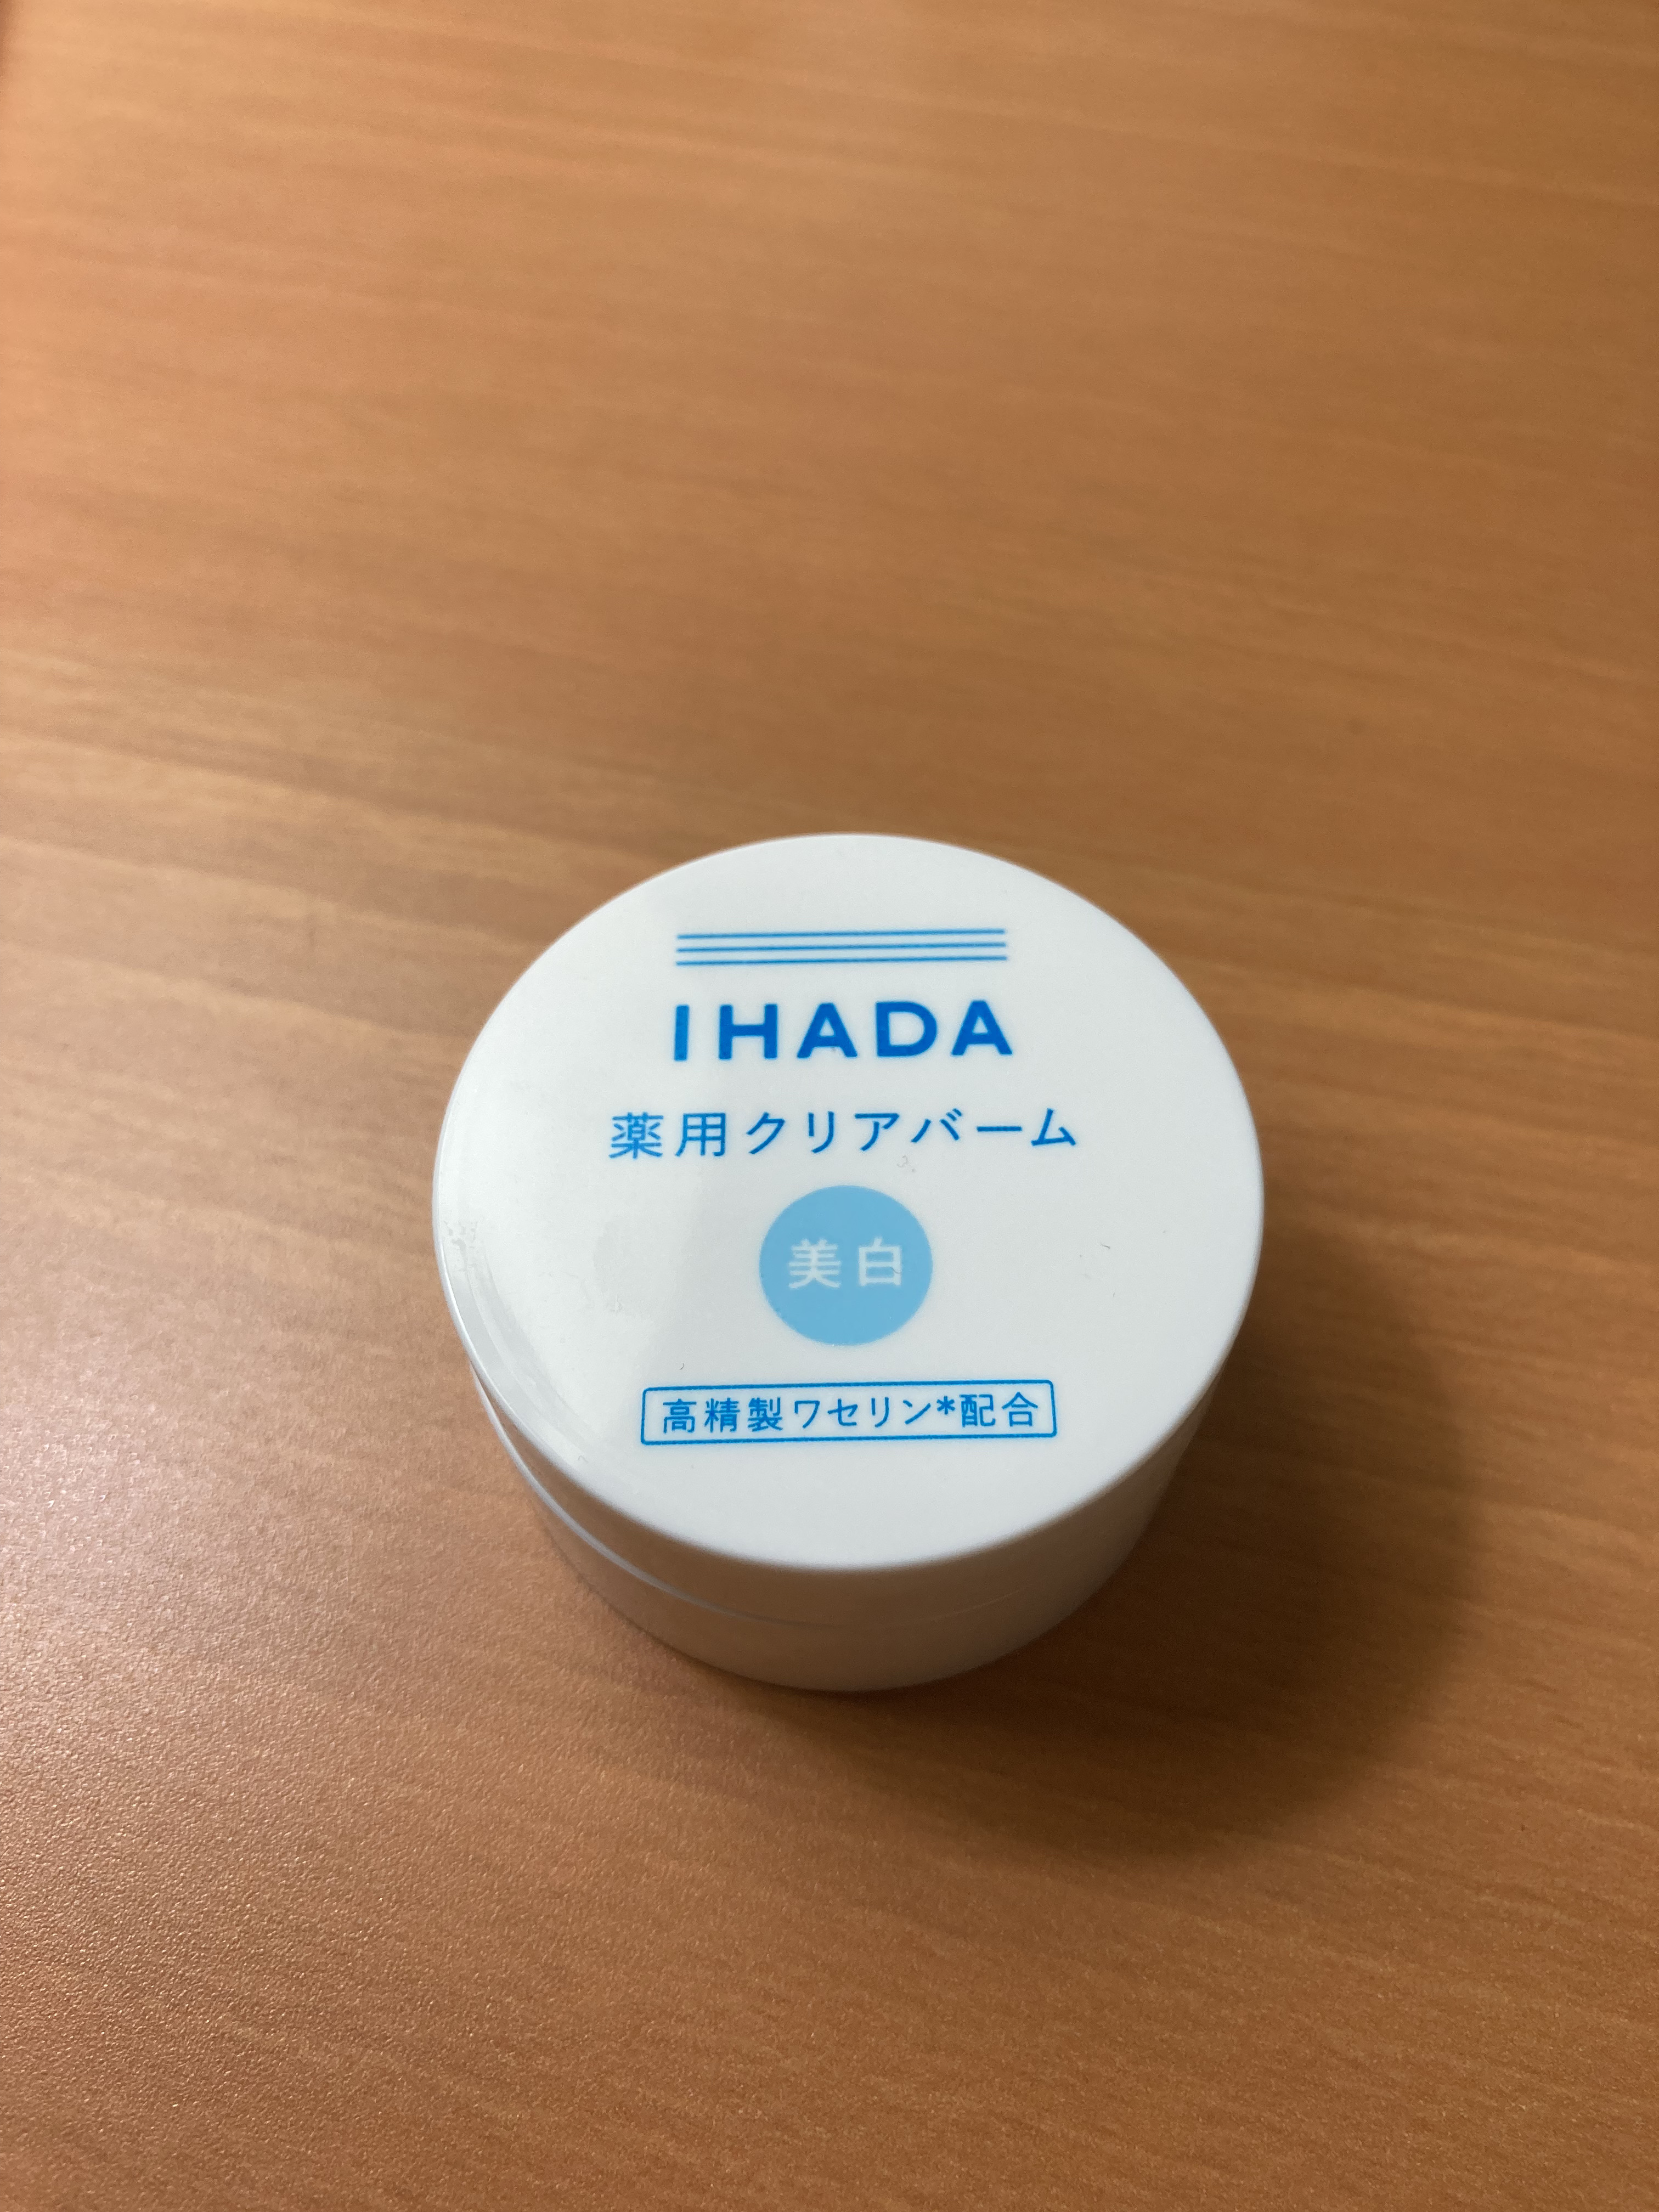 IHADA
薬用クリアバーム
美白
高精製ワセリン*配合